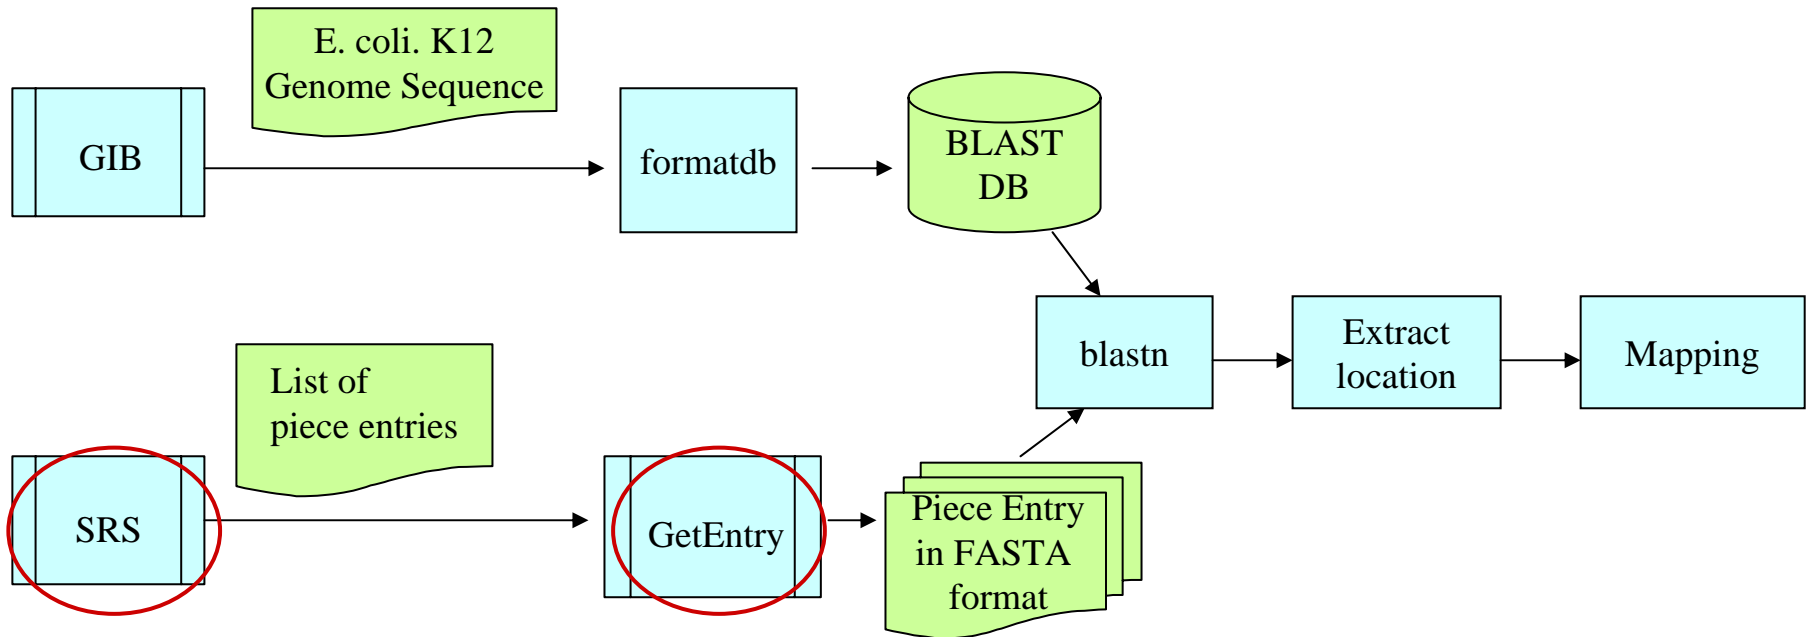 E. coli. K12
Genome Sequence
GIB
formatdb
BLAST
DB
blastn
Extract
location
Mapping
List of
piece entries
SRS
GetEntry
Piece Entry
in FASTA
format